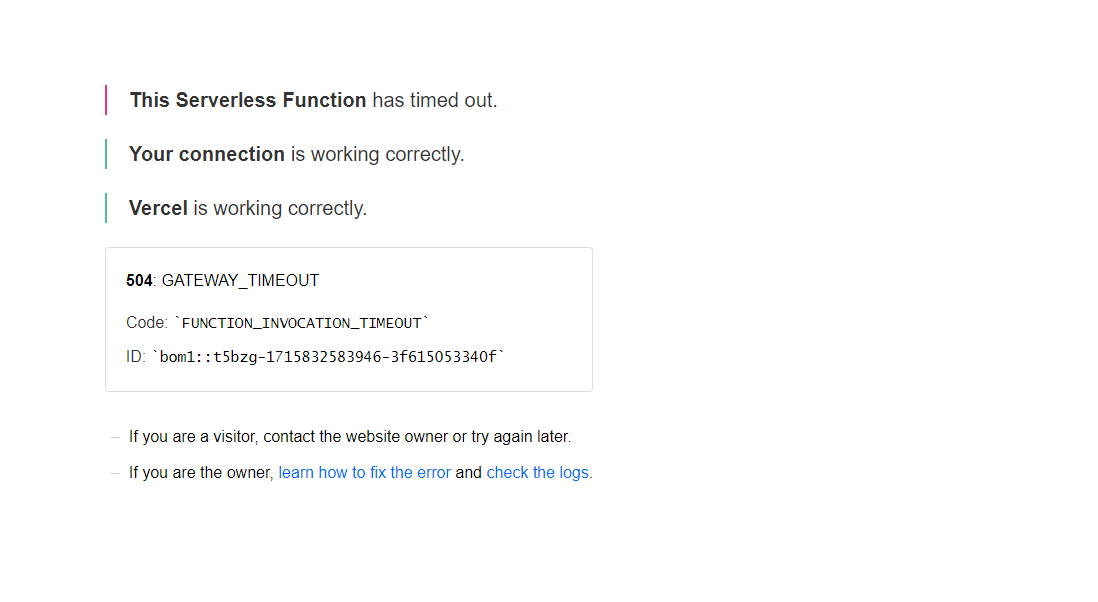 This Serverless Function has timed out.
Your connection is working correctly.
Vercel is working correctly.
504: GATEWAY_TIMEOUT
Code: `FUNCTION_INVOCATION_TIMEOUT`
ID: `bom1::t5bzg-1715832583946-3f615053340f`
– If you are a visitor, contact the website owner or try again later.
– If you are the owner, learn how to fix the error and check the logs.